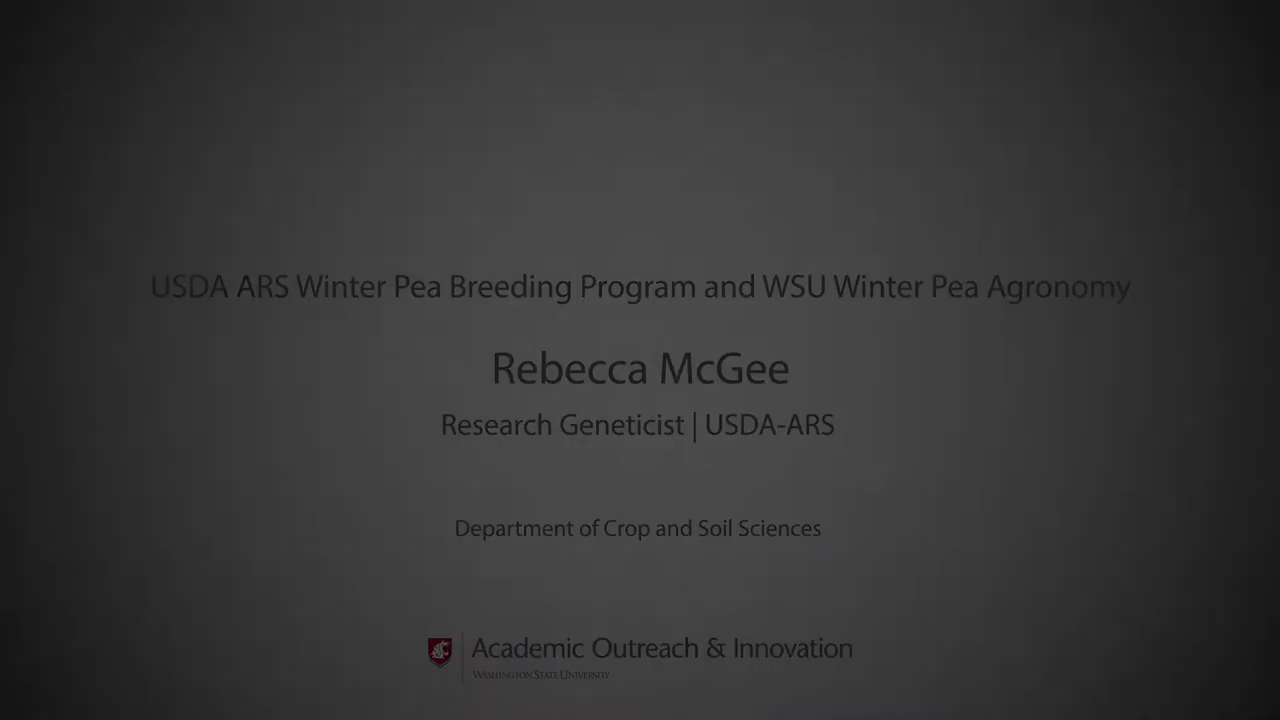 USDA ARS Winter Pea Breeding Program and WSU Winter Pea Agronomy
Rebecca McGee
Research Geneticist | USDA-ARS
Department of Crop and Soil Sciences
Academic Outreach & Innovation
WASHINGTON STATE UNIVERSITY